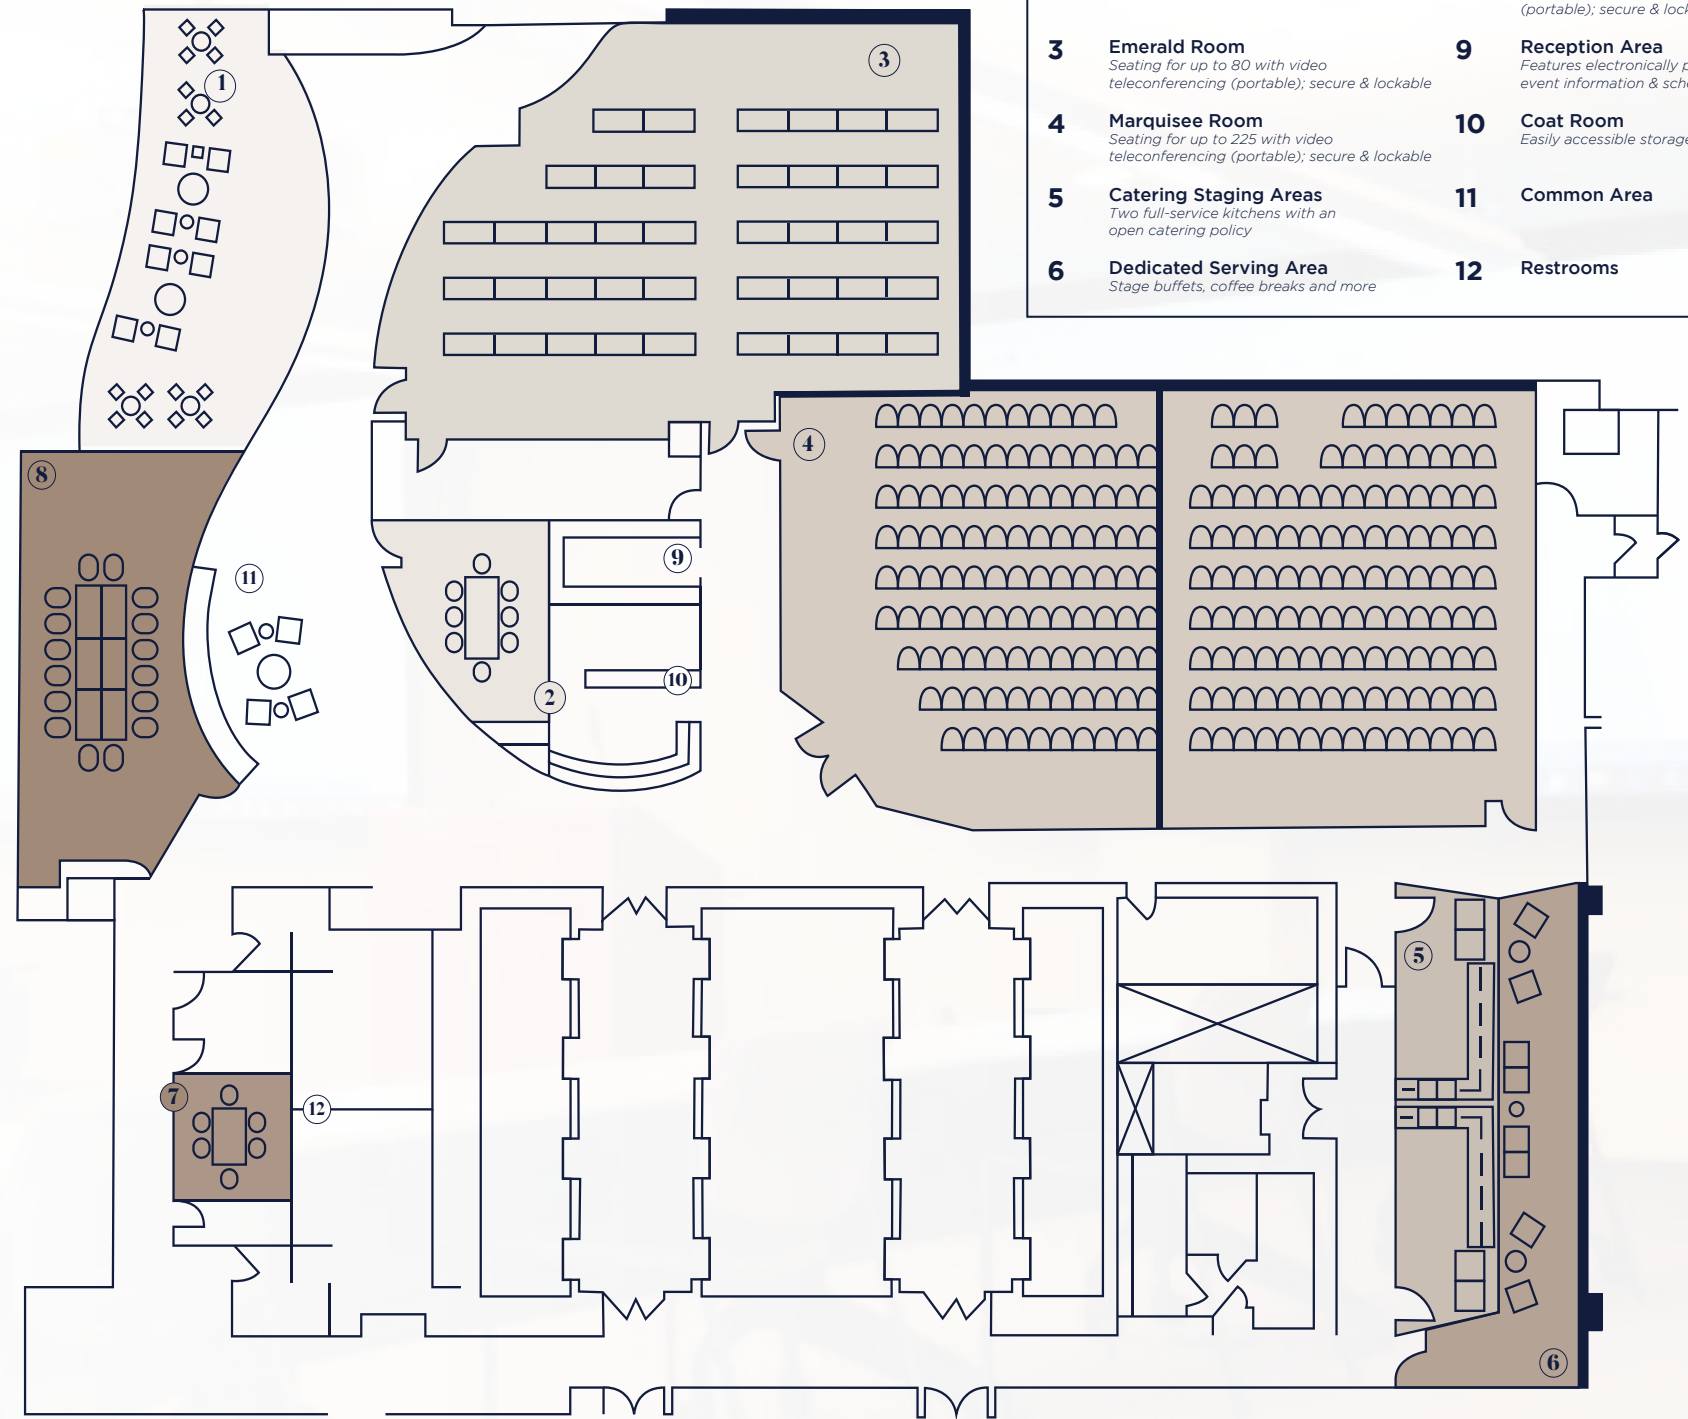 (portable); secure & lock
3 Emerald Room
Seating for up to 80 with video
teleconferencing (portable); secure & lockable
9 Reception Area
Features electronically p
event information & sch
4 Marquisee Room
Seating for up to 225 with video
teleconferencing (portable); secure & lockable
10 Coat Room
Easily accessible storage
5 Catering Staging Areas
Two full-service kitchens with an
open catering policy
11 Common Area
6 Dedicated Serving Area
Stage buffets, coffee breaks and more
12 Restrooms
1
3
4
8
11
9
2
10
5
7
12
6